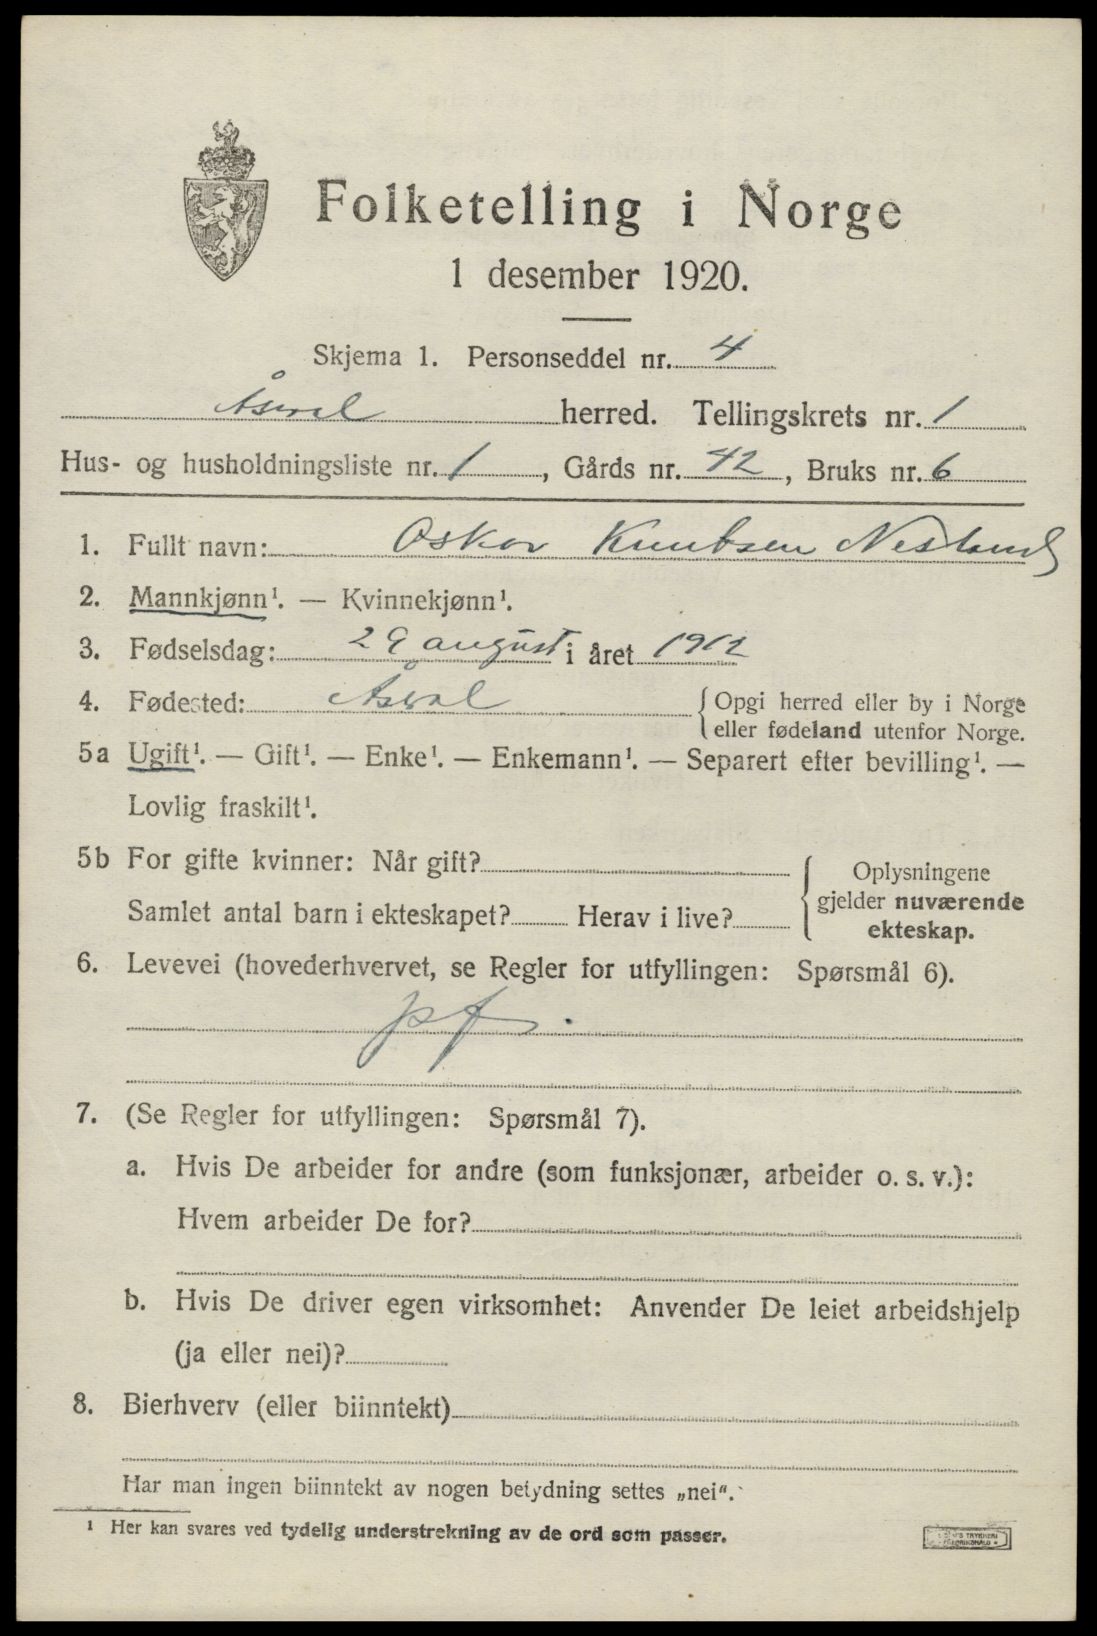 Folketelling i Norge
1 desember 1920.
Skjema 1. Personseddel nr. 4
Åseral herred. Tellingskrets nr. 1
Hus- og husholdningsliste nr. 1, Gårds nr. 42, Bruks nr. 6
1. Fullt navn: Oskar Knutsen Nesland
2. Mannkjønn¹. — Kvinnekjønn¹.
3. Fødselsdag: 29 august i året 1912
4. Fødested: Åseral { Opgi herred eller by i Norge
eller fødeland utenfor Norge.
5a Ugift¹. — Gift¹. — Enke¹. — Enkemann¹. — Separert efter bevilling¹. —
Lovlig fraskilt¹.
5b For gifte kvinner: Når gift?
Samlet antal barn i ekteskapet? Herav i live?
{ Oplysningene
gjelder nuværende
ekteskap.
6. Levevei (hovederhvervet, se Regler for utfyllingen: Spørsmål 6).
pf.
7. (Se Regler for utfyllingen: Spørsmål 7).
a. Hvis De arbeider for andre (som funksjonær, arbeider o. s. v.):
Hvem arbeider De for?
b. Hvis De driver egen virksomhet: Anvender De leiet arbeidshjelp
(ja eller nei)?
8. Bierhverv (eller biinntekt)
Har man ingen biinntekt av nogen betydning settes „nei“.
¹ Her kan svares ved tydelig understrekning av de ord som passer.
TRYKKERI